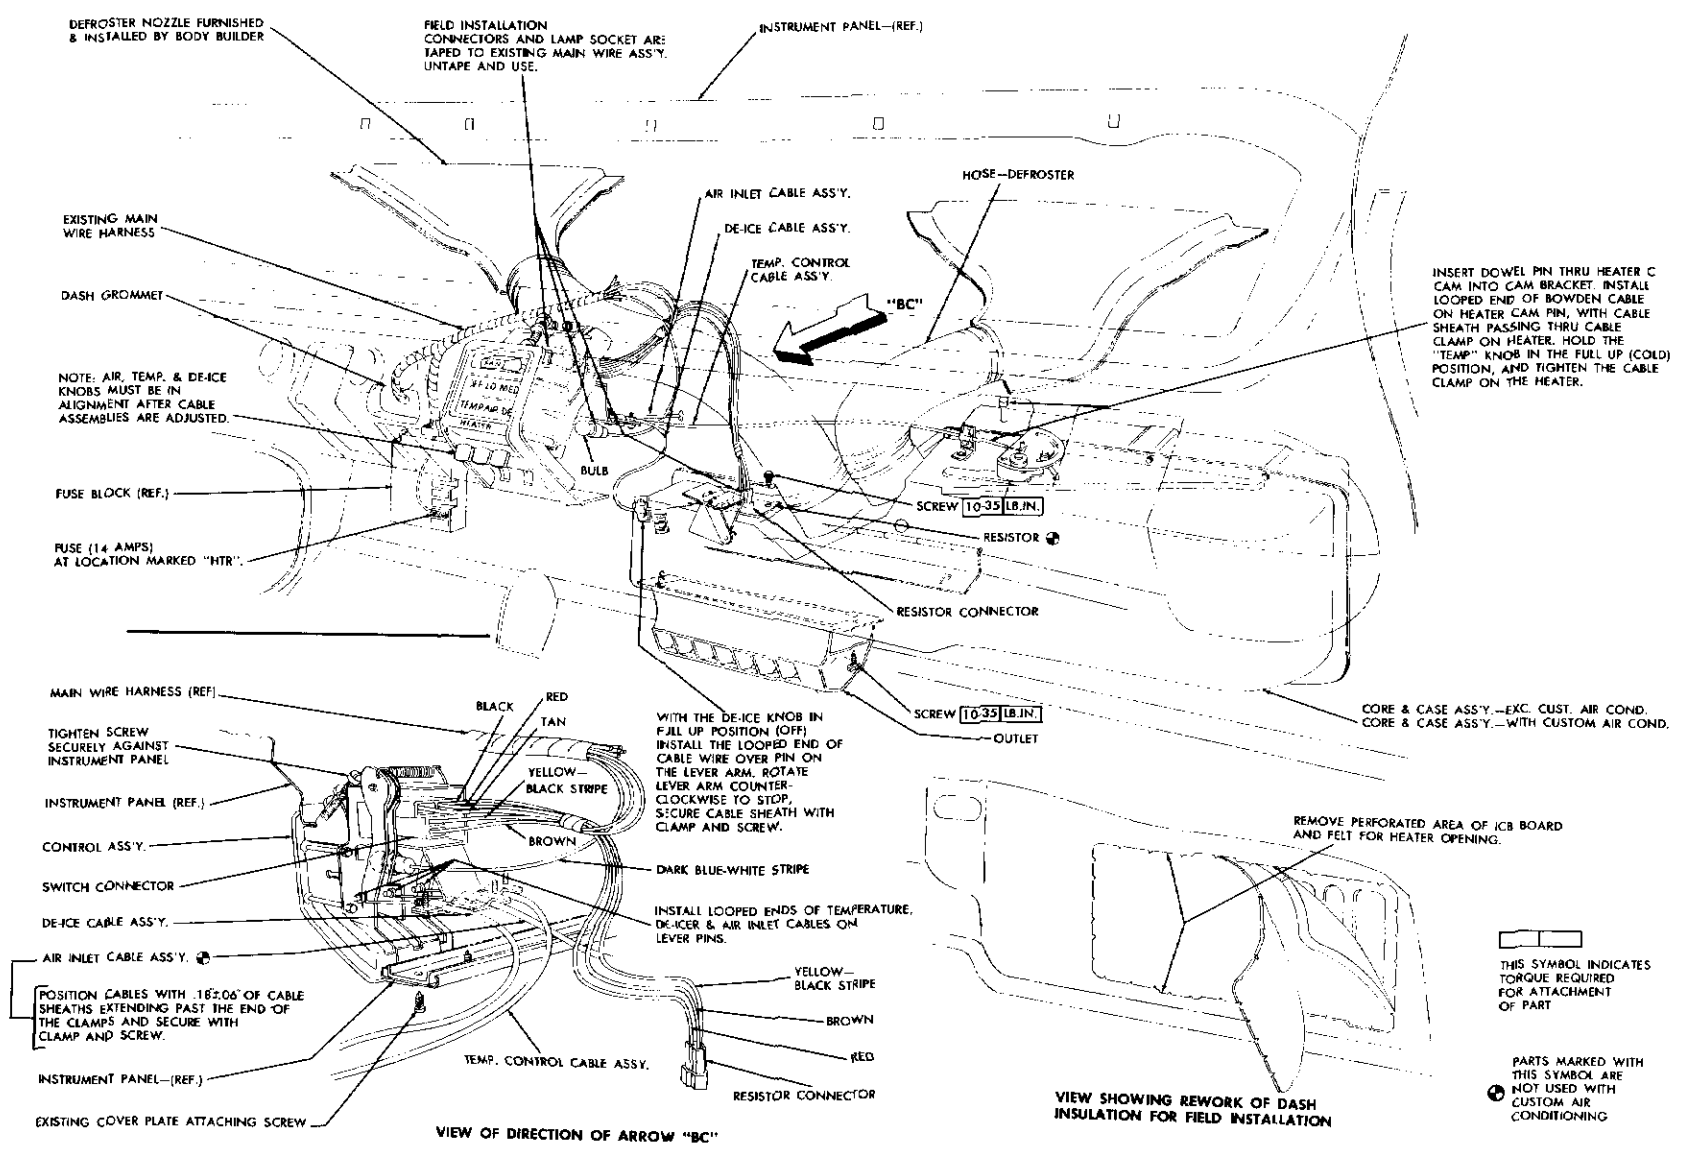 DEFROSTER NOZZLE FURNISHED
& INSTALLED BY BODY BUILDER
FIELD INSTALLATION
CONNECTORS AND LAMP SOCKET ARE
TAPED TO EXISTING MAIN WIRE ASS'Y.
UNTAPE AND USE.
INSTRUMENT PANEL—(REF.)
HOSE—DEFROSTER
AIR INLET CABLE ASS'Y.
DE-ICE CABLE ASS'Y.
TEMP. CONTROL
CABLE ASS'Y.
"BC"
EXISTING MAIN
WIRE HARNESS
DASH GROMMET
NOTE: AIR, TEMP. & DE-ICE
KNOBS MUST BE IN
ALIGNMENT AFTER CABLE
ASSEMBLIES ARE ADJUSTED.
LO MED
TEMP AIR DE
HEATER
INSERT DOWEL PIN THRU HEATER C
CAM INTO CAM BRACKET. INSTALL
LOOPED END OF BOWDEN CABLE
ON HEATER CAM PIN, WITH CABLE
SHEATH PASSING THRU CABLE
CLAMP ON HEATER. HOLD THE
"TEMP" KNOB IN THE FULL UP (COLD)
POSITION, AND TIGHTEN THE CABLE
CLAMP ON THE HEATER.
BULB
FUSE BLOCK (REF.)
SCREW 10-35 LB.IN.
RESISTOR
FUSE (14 AMPS)
AT LOCATION MARKED "HTR".
RESISTOR CONNECTOR
SCREW 10-35 LB.IN.
OUTLET
CORE & CASE ASS'Y.—EXC. CUST. AIR COND.
CORE & CASE ASS'Y.—WITH CUSTOM AIR COND.
WITH THE DE-ICE KNOB IN
FULL UP POSITION (OFF)
INSTALL THE LOOPED END OF
CABLE WIRE OVER PIN ON
THE LEVER ARM. ROTATE
LEVER ARM COUNTER-
CLOCKWISE TO STOP,
SECURE CABLE SHEATH WITH
CLAMP AND SCREW.
MAIN WIRE HARNESS (REF)
BLACK
RED
TAN
TIGHTEN SCREW
SECURELY AGAINST
INSTRUMENT PANEL
YELLOW—
BLACK STRIPE
INSTRUMENT PANEL (REF.)
BROWN
CONTROL ASS'Y.
DARK BLUE-WHITE STRIPE
SWITCH CONNECTOR
INSTALL LOOPED ENDS OF TEMPERATURE,
DE-ICER & AIR INLET CABLES ON
LEVER PINS.
DE-ICE CABLE ASS'Y.
AIR INLET CABLE ASS'Y.
POSITION CABLES WITH .18±.06" OF CABLE
SHEATHS EXTENDING PAST THE END OF
THE CLAMPS AND SECURE WITH
CLAMP AND SCREW.
YELLOW—
BLACK STRIPE
BROWN
RED
RESISTOR CONNECTOR
TEMP. CONTROL CABLE ASSY.
INSTRUMENT PANEL—(REF.)
EXISTING COVER PLATE ATTACHING SCREW
VIEW OF DIRECTION OF ARROW "BC"
REMOVE PERFORATED AREA OF ICB BOARD
AND FELT FOR HEATER OPENING.
VIEW SHOWING REWORK OF DASH
INSULATION FOR FIELD INSTALLATION
THIS SYMBOL INDICATES
TORQUE REQUIRED
FOR ATTACHMENT
OF PART
PARTS MARKED WITH
THIS SYMBOL ARE
NOT USED WITH
CUSTOM AIR
CONDITIONING